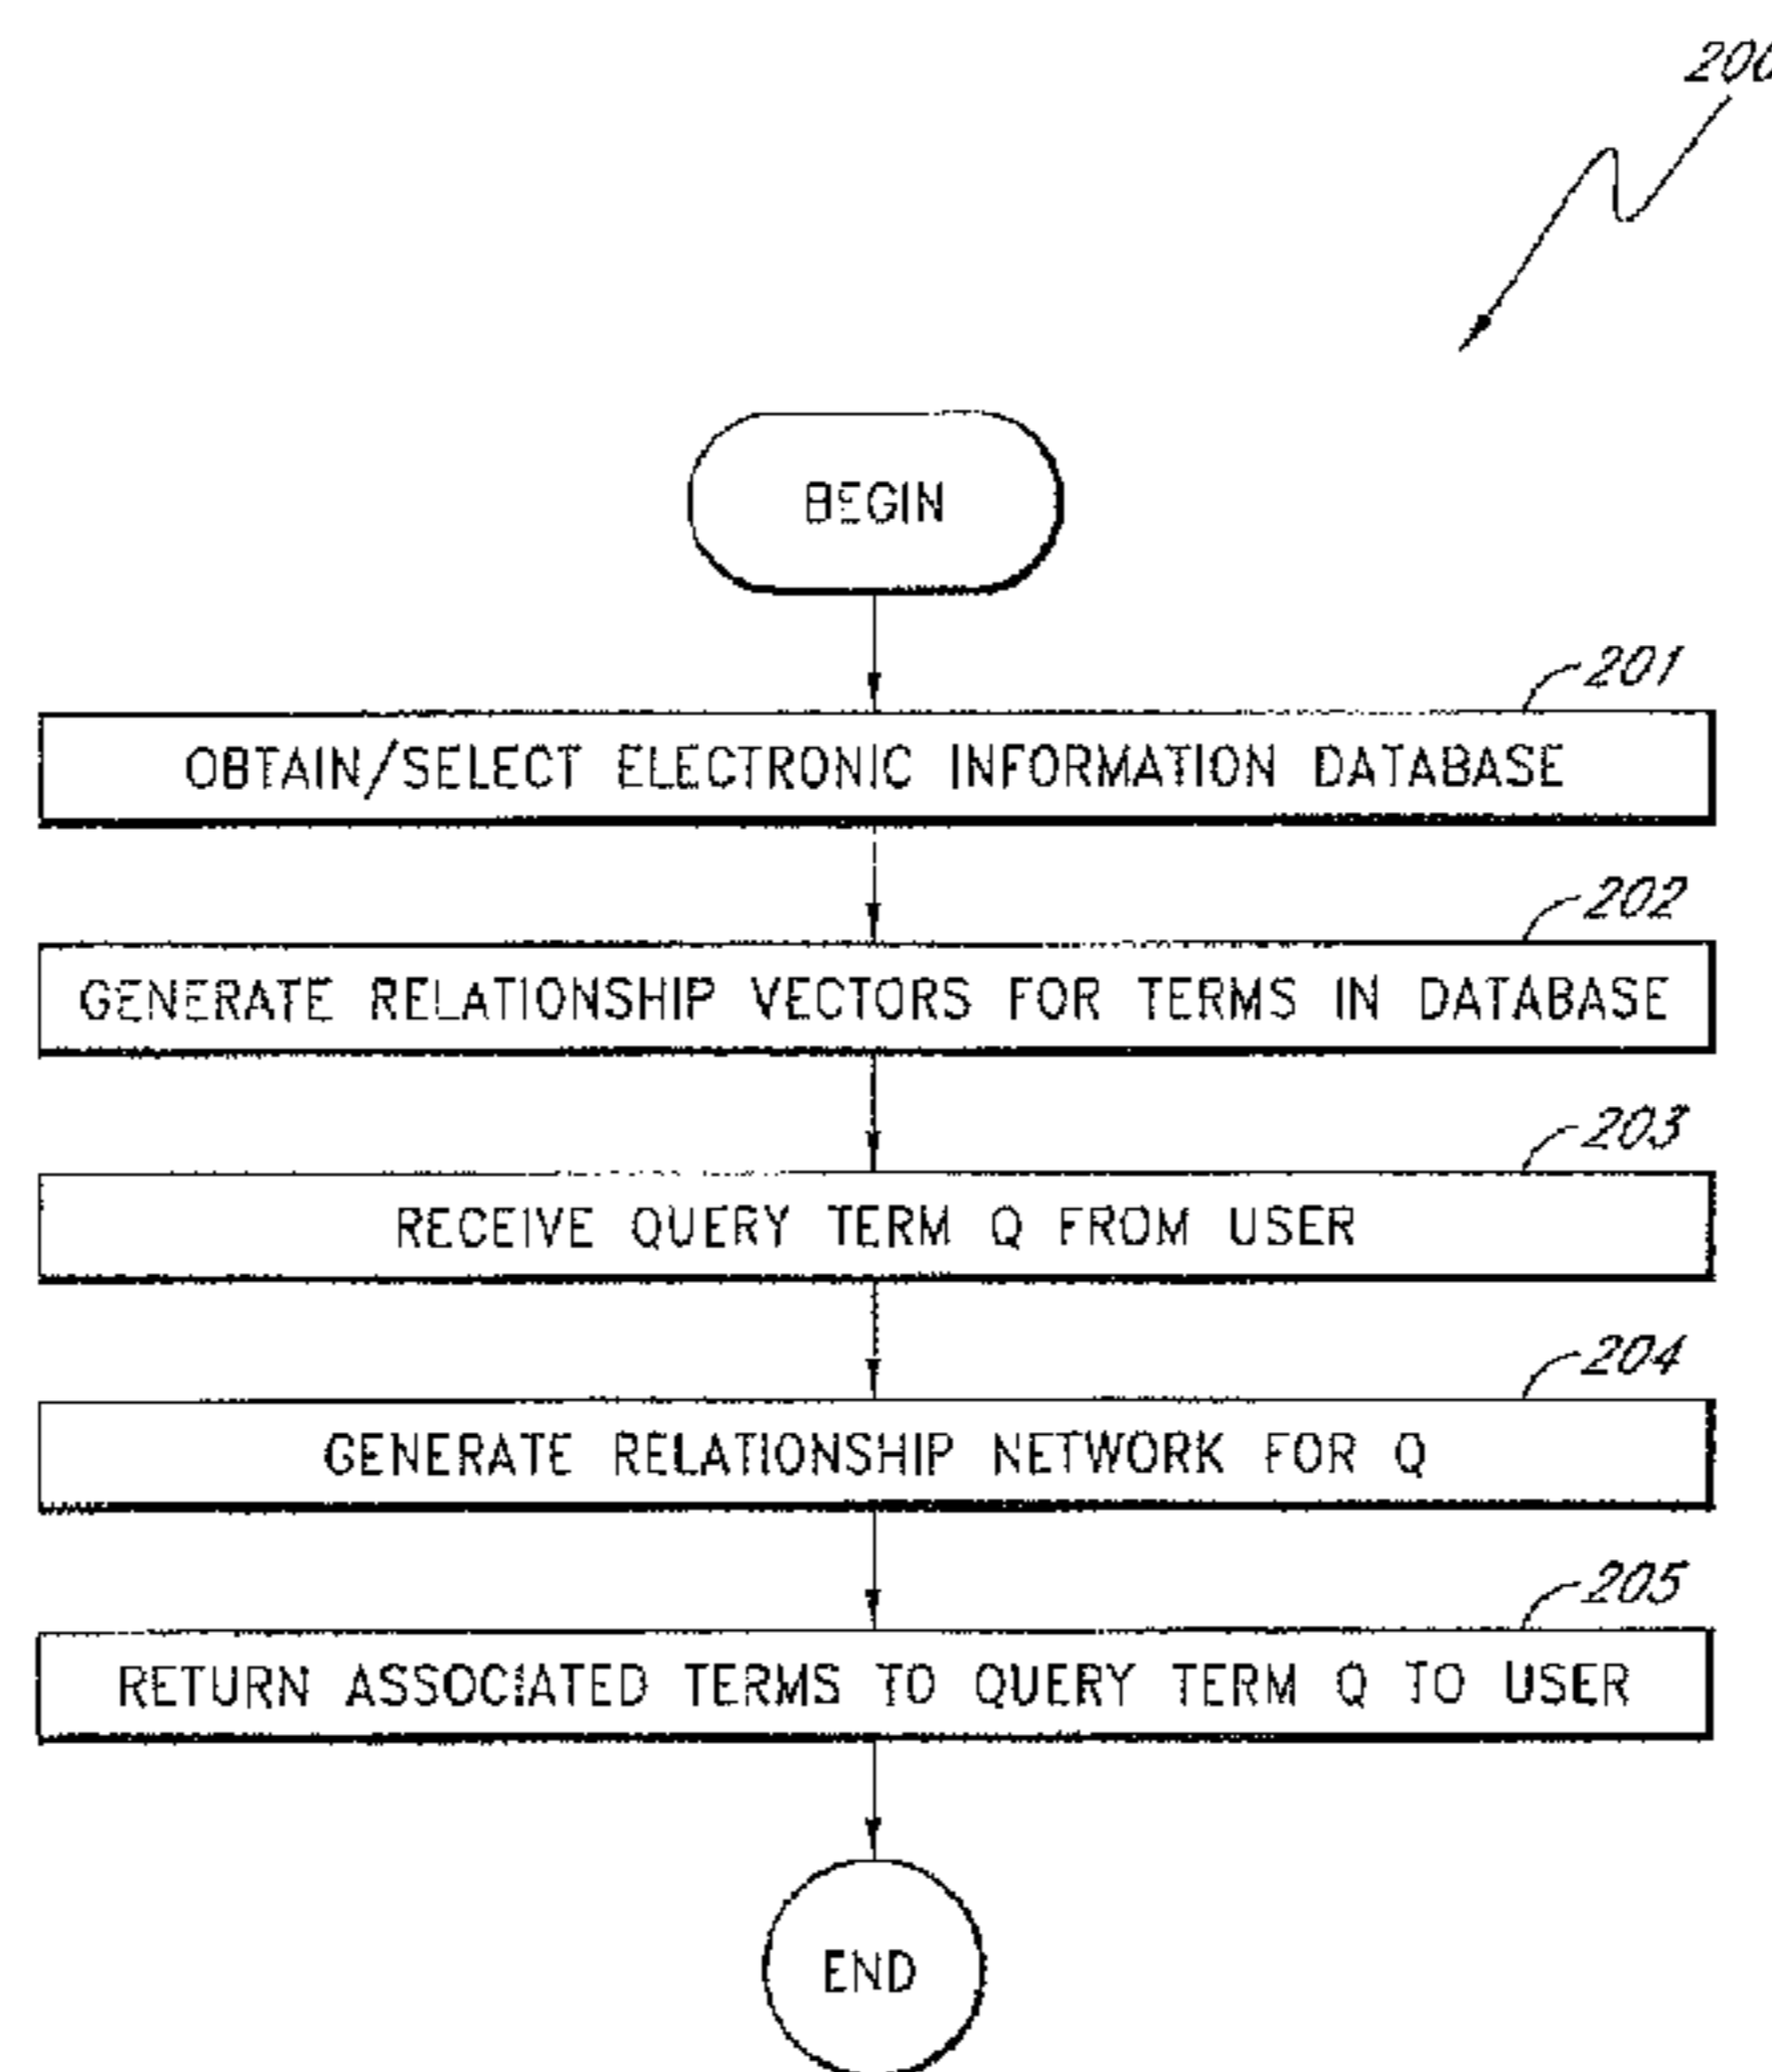 200
BEGIN
201
OBTAIN/SELECT ELECTRONIC INFORMATION DATABASE
202
GENERATE RELATIONSHIP VECTORS FOR TERMS IN DATABASE
203
RECEIVE QUERY TERM Q FROM USER
204
GENERATE RELATIONSHIP NETWORK FOR Q
205
RETURN ASSOCIATED TERMS TO QUERY TERM Q TO USER
END